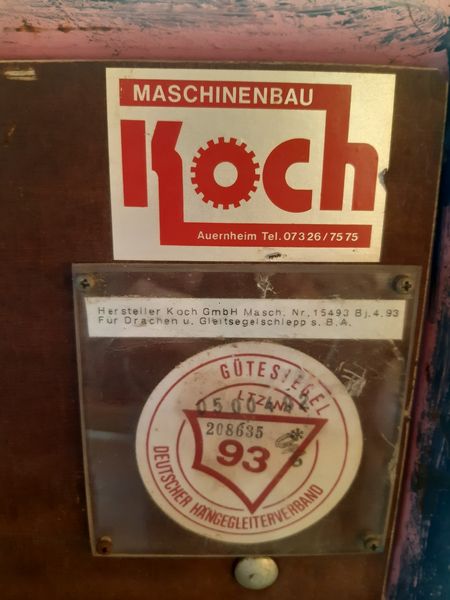 MASCHINENBAU
Koch
Auernheim Tel. 07326/7575
Hersteller Koch GmbH Masch. Nr, 15493 Bj.4.93
Für Drachen u. Gleitsegelschlepp s. B.A.
GÜTESIEGEL
LTZ
208635
93
DEUTSCHER HÄNGEGLEITERVERBAND